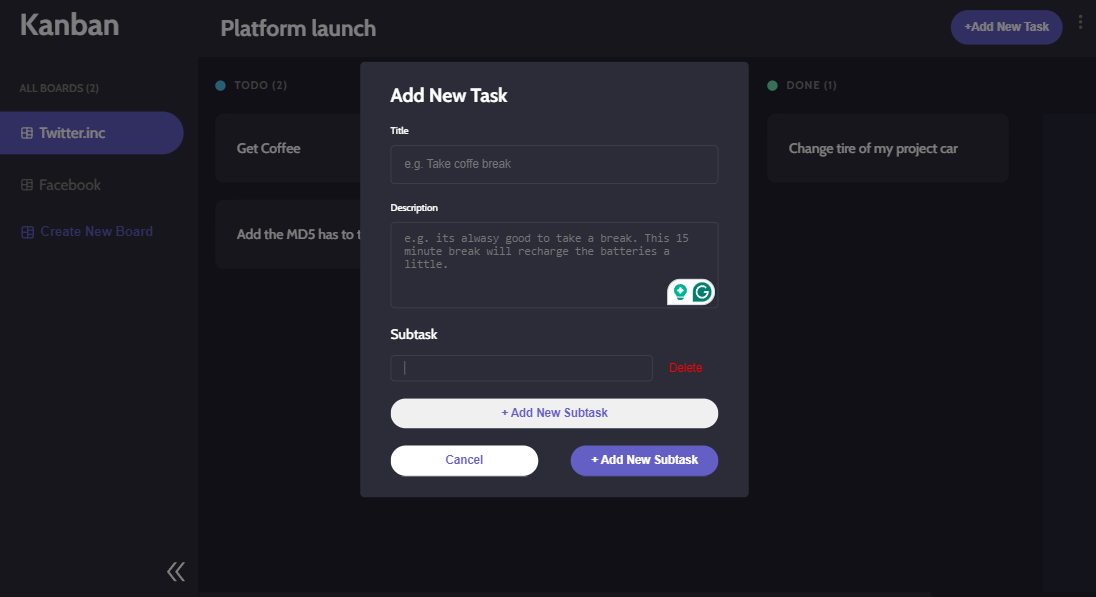 Kanban
Platform launch
+Add New Task
ALL BOARDS (2)
Twitter.inc
Facebook
Create New Board
TODO (2)
Get Coffee
Add the MD5 has to t
DONE (1)
Change tire of my project car
Add New Task
Title
e.g. Take coffe break
Description
e.g. its alwasy good to take a break. This 15
minute break will recharge the batteries a
little.
Subtask
Delete
+ Add New Subtask
Cancel
+ Add New Subtask